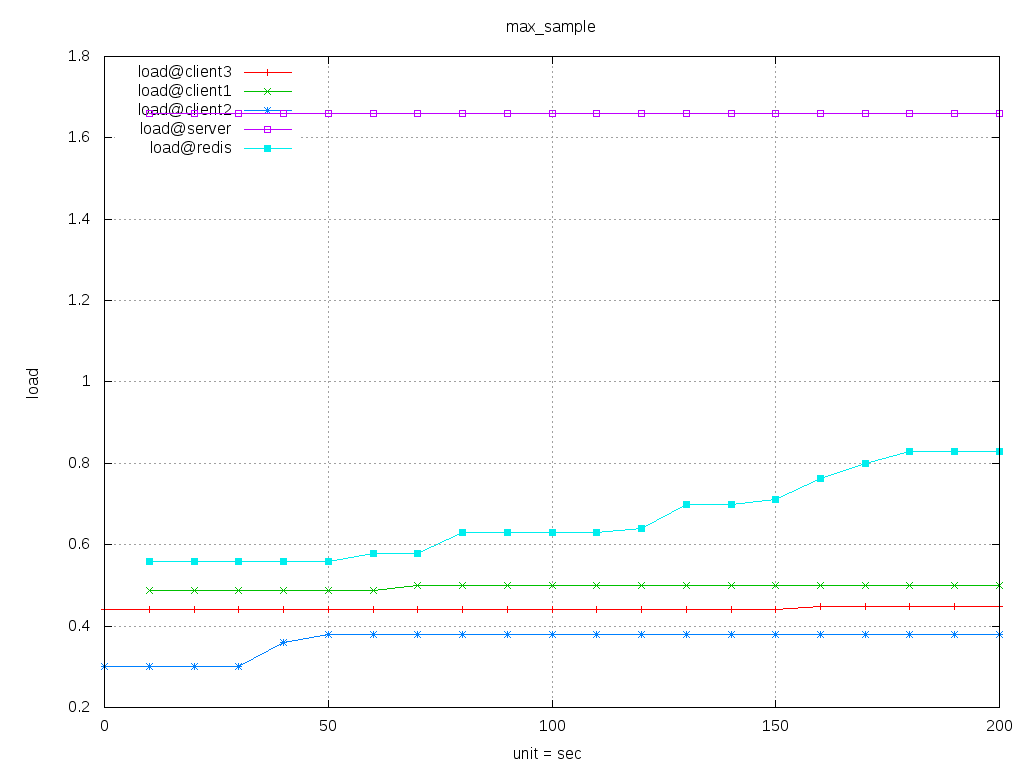 max_sample
load@client3
load@client1
load@client2
load@server
load@redis
1.8
1.6
1.4
1.2
1
0.8
0.6
0.4
0.2
load
0 50 100 150 200
unit = sec